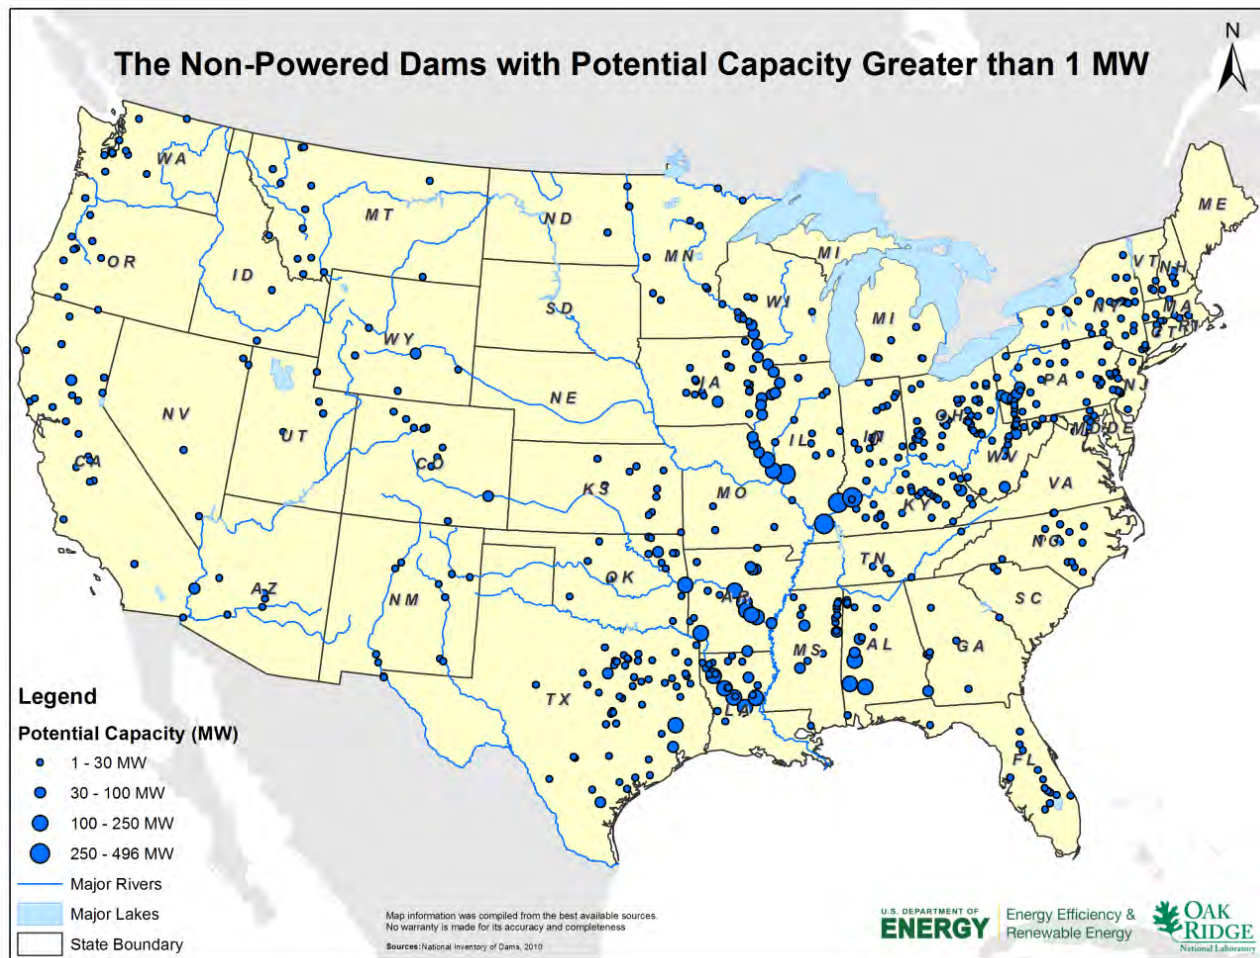 N
The Non-Powered Dams with Potential Capacity Greater than 1 MW
WA
MT
ND
MN
MI
ME
VT
NH
OR
ID
SD
WI
MI
NY
MA
CT
RI
WY
IA
PA
NJ
NE
NV
UT
CO
IL
IN
OH
MD
DE
WV
CA
KS
MO
KY
VA
OK
TN
NC
AZ
NM
AR
SC
MS
AL
GA
TX
LA
FL
Legend
Potential Capacity (MW)
1 - 30 MW
30 - 100 MW
100 - 250 MW
250 - 496 MW
Major Rivers
Major Lakes
State Boundary
Map information was compiled from the best available sources.
No warranty is made for its accuracy and completeness
Sources: National Inventory of Dams, 2010
U.S. DEPARTMENT OF
ENERGY
Energy Efficiency &
Renewable Energy
OAK
RIDGE
National Laboratory